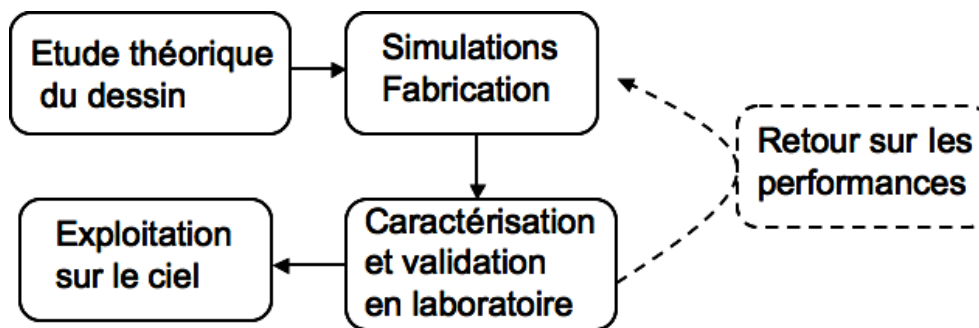 Etude théorique
du dessin
Simulations
Fabrication
Retour sur les
performances
Exploitation
sur le ciel
Caractérisation
et validation
en laboratoire